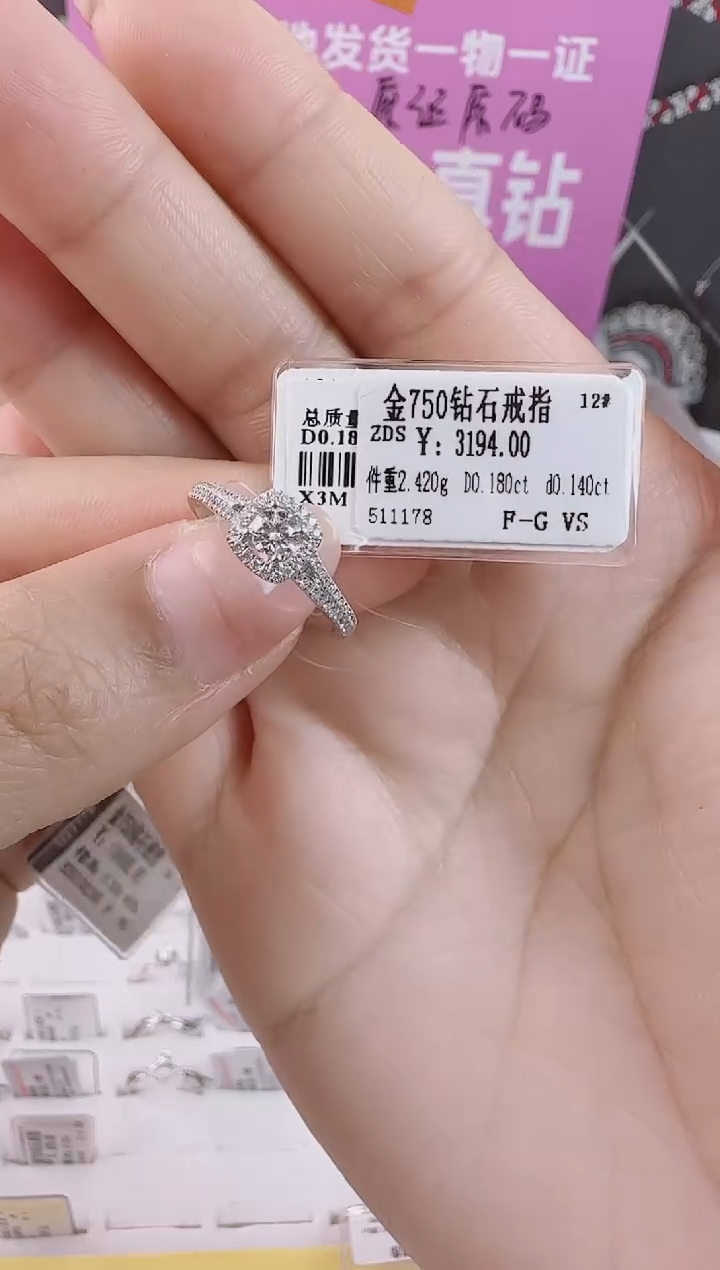 发货一物一证
原证原码
真钻
总质量
D0.18
X3M
金750钻石戒指 12#
ZDS ¥: 3194.00
件重2.420g D0.180ct d0.140ct
511178 F-G VS